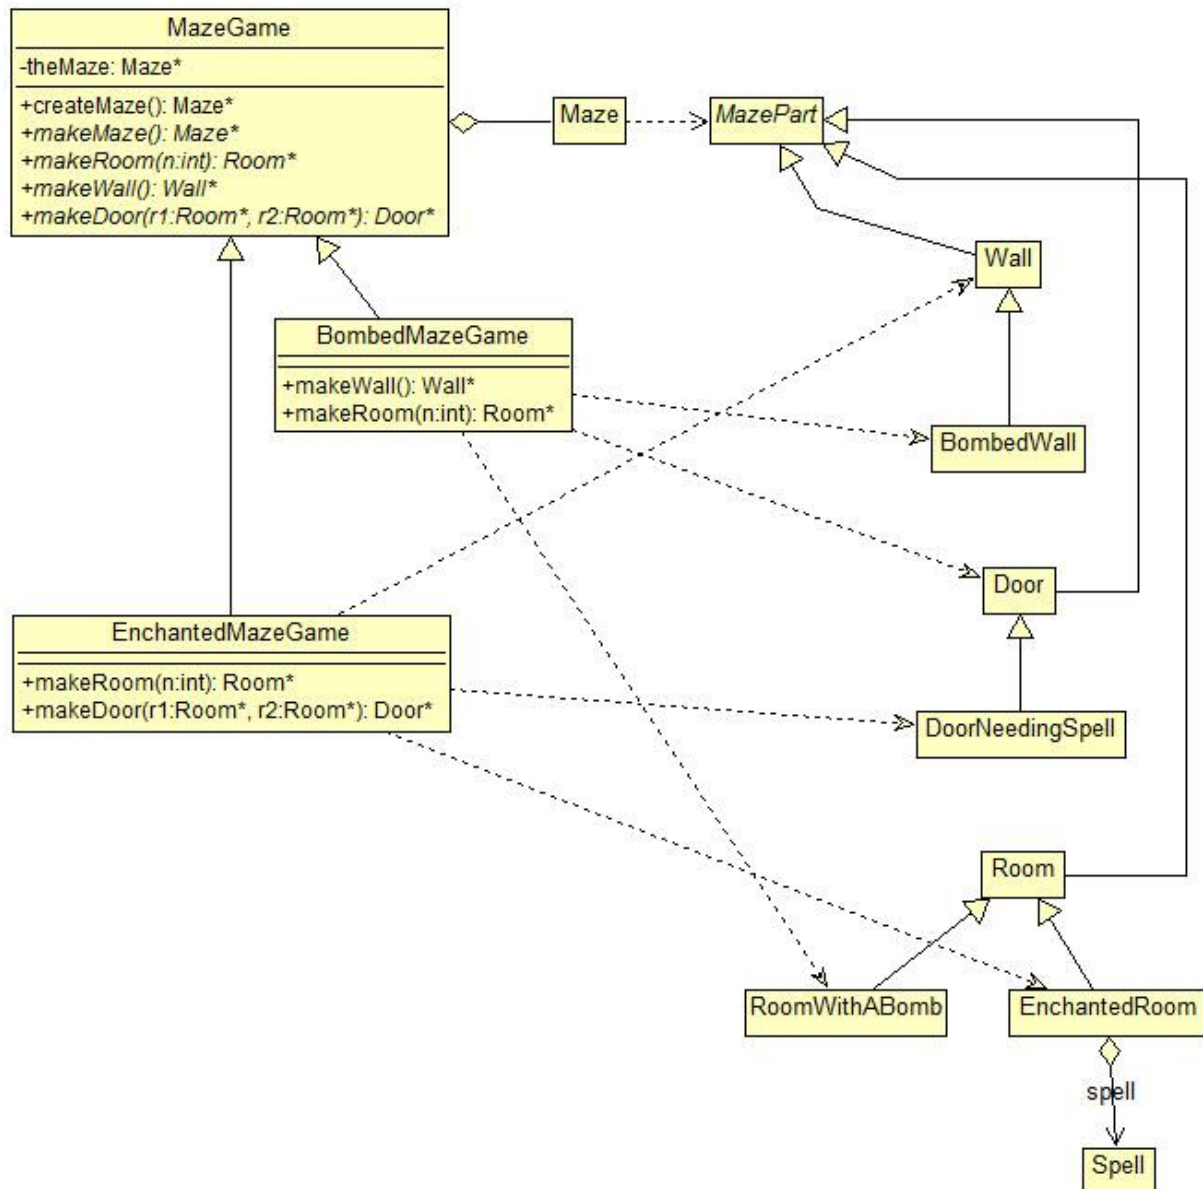 MazeGame
-theMaze: Maze*
+createMaze(): Maze*
+makeMaze(): Maze*
+makeRoom(n:int): Room*
+makeWall(): Wall*
+makeDoor(r1:Room*, r2:Room*): Door*
Maze
MazePart
Wall
BombedMazeGame
+makeWall(): Wall*
+makeRoom(n:int): Room*
BombedWall
Door
EnchantedMazeGame
+makeRoom(n:int): Room*
+makeDoor(r1:Room*, r2:Room*): Door*
DoorNeedingSpell
Room
RoomWithABomb
EnchantedRoom
spell
Spell